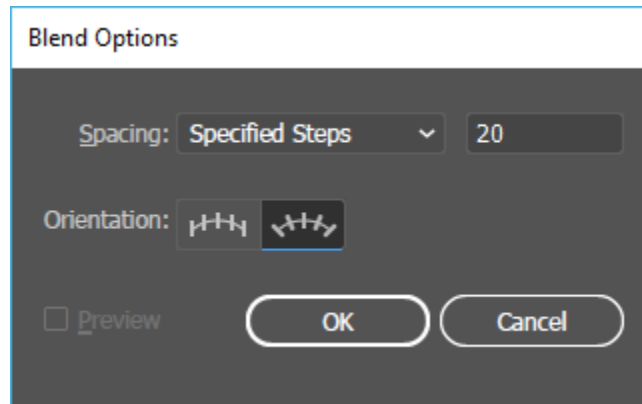 Blend Options
Spacing: Specified Steps 20
Orientation:
Preview OK Cancel